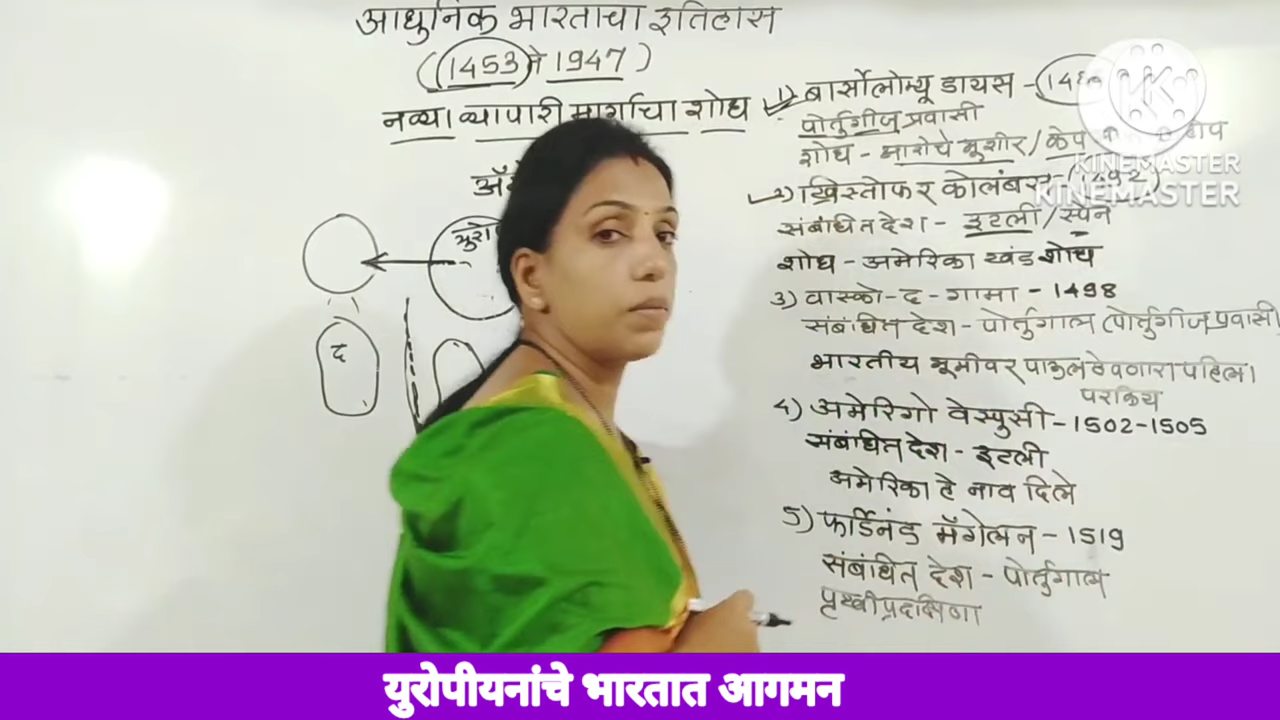 आधुनिक भारताचा इतिहास
(1453 ते 1947)
नव्या व्यापारी मार्गाचा शोध
युरो
द
1) बार्सोलोम्यू डायस -
पोर्तुगीज प्रवासी
शोध - भूशीर / केप
2) ख्रिस्तोफर कोलंबस - (1492)
संबंधित देश - इटली / स्पेन
शोध - अमेरिका खंड शोध
3) वास्को - द - गामा - 1498
संबंधित देश - पोर्तुगाल (पोर्तुगीज प्रवासी)
भारतीय भूमीवर पाऊल ठेवणारा पहिला
परकिय
4) अमेरिगो वेस्पुसी - 1502-1505
संबंधित देश - इटली
अमेरिका हे नाव दिले
5) फर्डिनंड मॅगेलन - 1519
संबंधित देश - पोर्तुगाल
पृथ्वीप्रदक्षिणा
KINEMASTER
KINEMASTER
युरोपीयनांचे भारतात आगमन